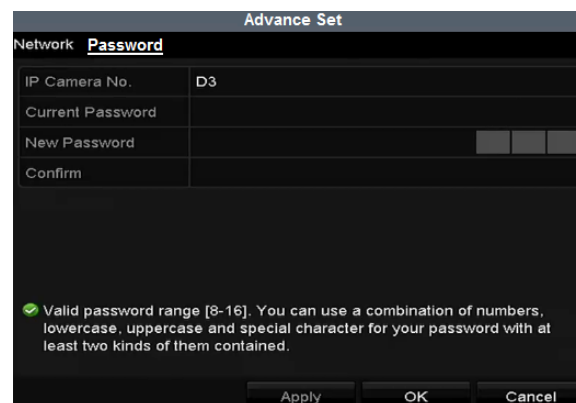 Advance Set
Network Password
IP Camera No. D3
Current Password
New Password
Confirm
Valid password range [8-16]. You can use a combination of numbers,
lowercase, uppercase and special character for your password with at
least two kinds of them contained.
Apply OK Cancel